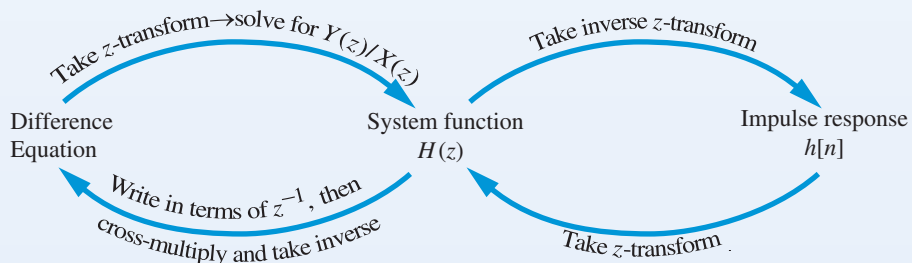 Take z-transform→solve for Y(z)/X(z)
Take inverse z-transform
Difference
Equation
System function
H(z)
Impulse response
h[n]
Write in terms of z⁻¹, then
cross-multiply and take inverse
Take z-transform